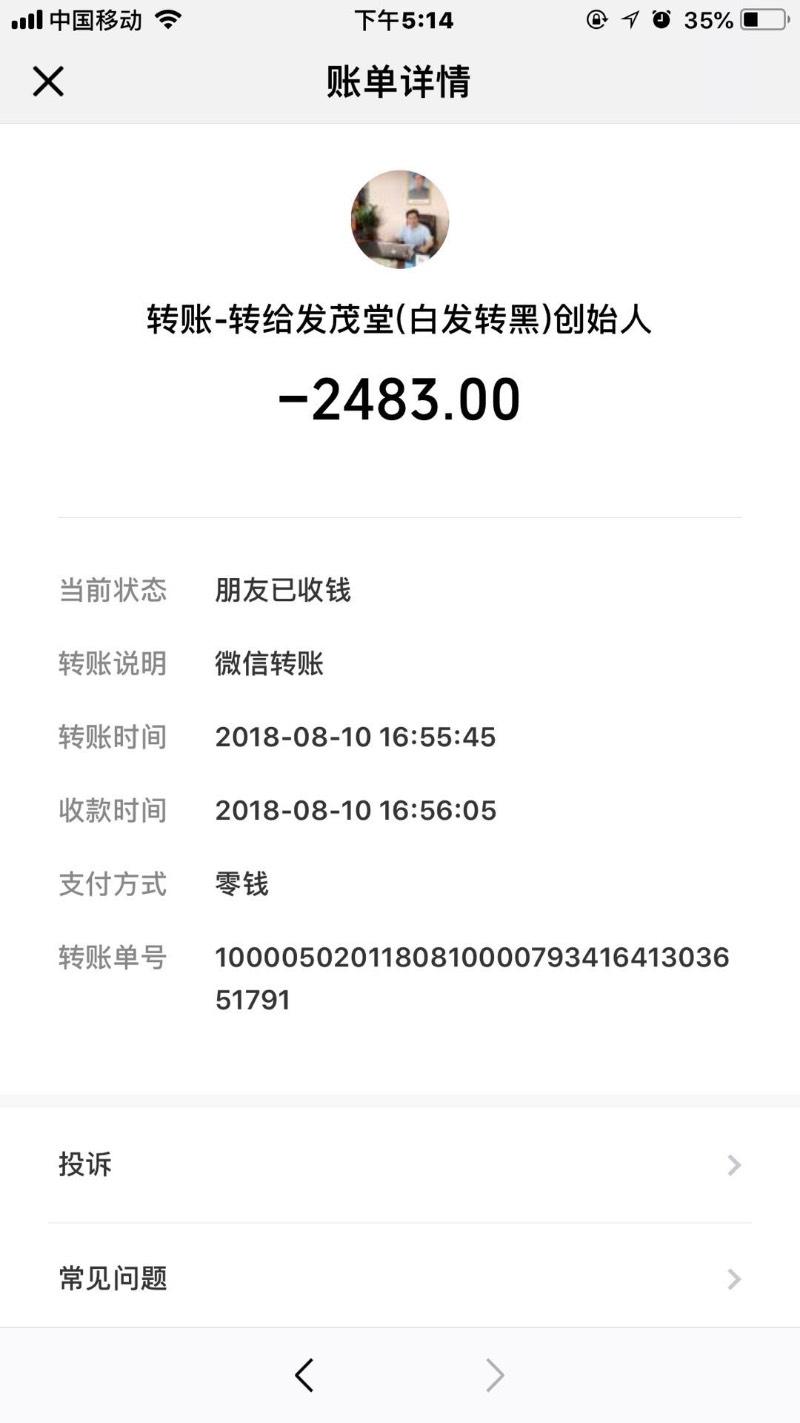 中国移动 下午5:14 35%
账单详情
转账-转给发茂堂(白发转黑)创始人
-2483.00
当前状态 朋友已收钱
转账说明 微信转账
转账时间 2018-08-10 16:55:45
收款时间 2018-08-10 16:56:05
支付方式 零钱
转账单号 100005020118081000079341641303​6
51791
投诉
常见问题